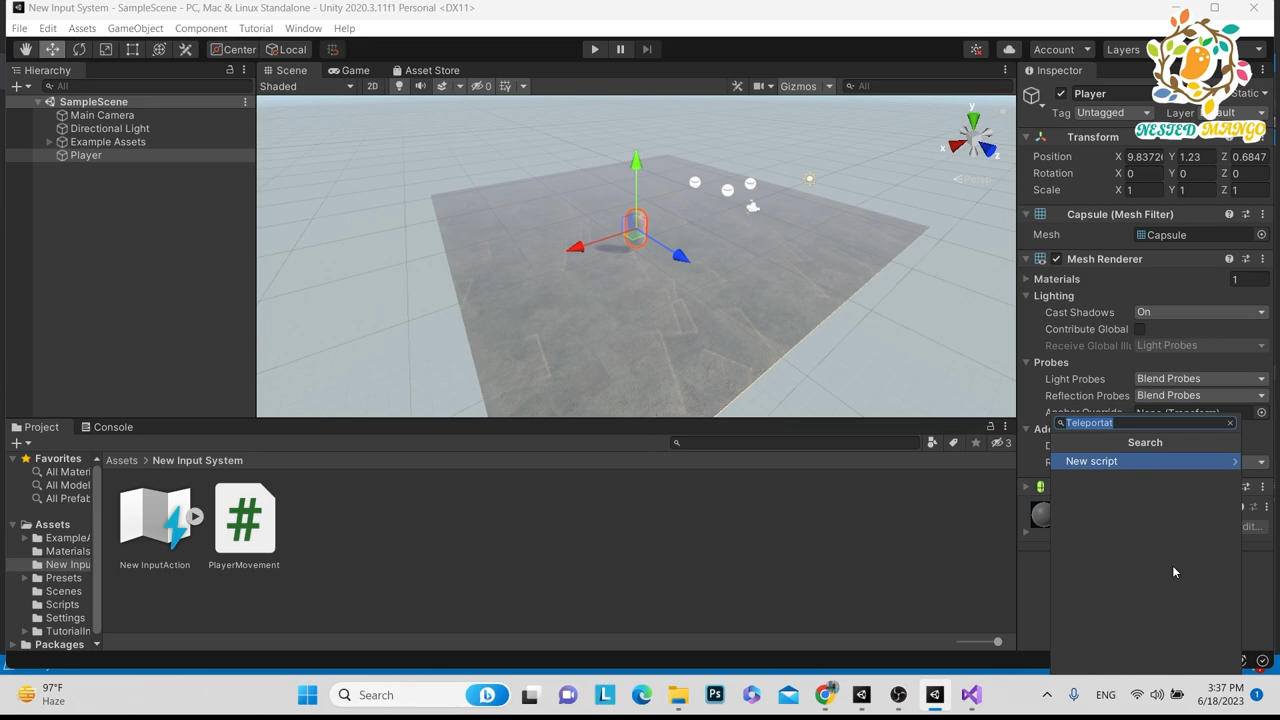 New Input System - SampleScene - PC, Mac & Linux Standalone - Unity 2020.3.11f1 Personal <DX11>
File Edit Assets GameObject Component Tutorial Window Help
Center Local Account Layers
Hierarchy
All
SampleScene
Main Camera
Directional Light
Example Assets
Player
Scene Game Asset Store
Shaded 2D 0 Gizmos All
y
x
z
Persp
Inspector
NESTED MANGO
Player Static
Tag Untagged Layer
Transform
Position X 9.8372 Y 1.23 Z 0.6847
Rotation X 0 Y 0 Z 0
Scale X 1 Y 1 Z 1
Capsule (Mesh Filter)
Mesh Capsule
Mesh Renderer
Materials 1
Lighting
Cast Shadows On
Contribute Global
Receive Global Illu Light Probes
Probes
Light Probes Blend Probes
Reflection Probes Blend Probes
Teleportat
Search
New script
Project Console
3
Favorites
All Materi
All Model
All Prefab
Assets
ExampleA
Materials
New Inpu
Presets
Scenes
Scripts
Settings
TutorialIn
Packages
Assets > New Input System
New InputAction
PlayerMovement
97°F
Haze
Search
ENG
3:37 PM
6/18/2023
1